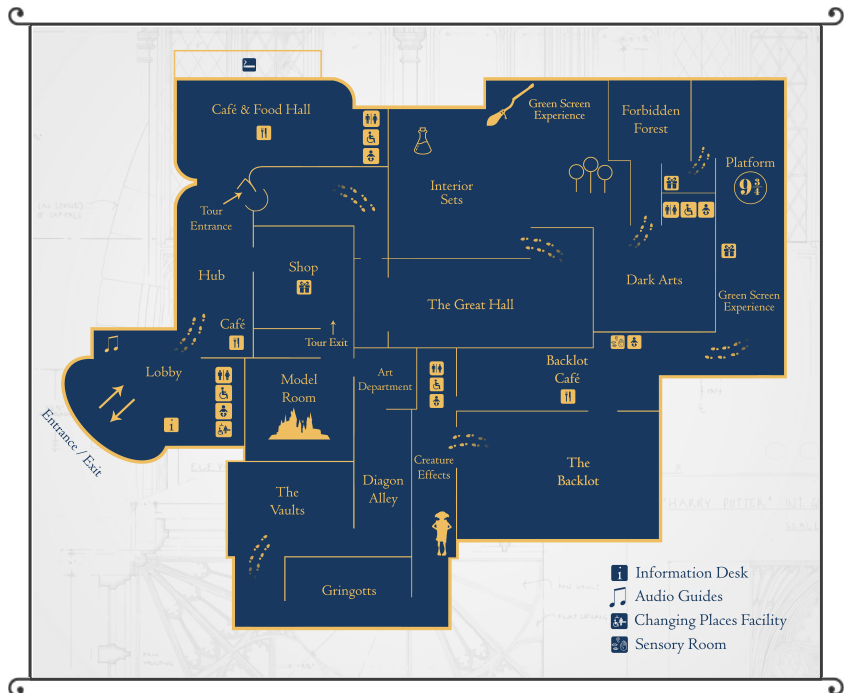 Café & Food Hall
Green Screen
Experience
Forbidden
Forest
Platform
9 3/4
Interior
Sets
Tour
Entrance
Hub
Shop
Dark Arts
The Great Hall
Green Screen
Experience
Café
Tour Exit
Lobby
Art
Department
Backlot
Café
Model
Room
Entrance / Exit
Creature
Effects
The
Backlot
Diagon
Alley
The
Vaults
Gringotts
i Information Desk
Audio Guides
Changing Places Facility
Sensory Room